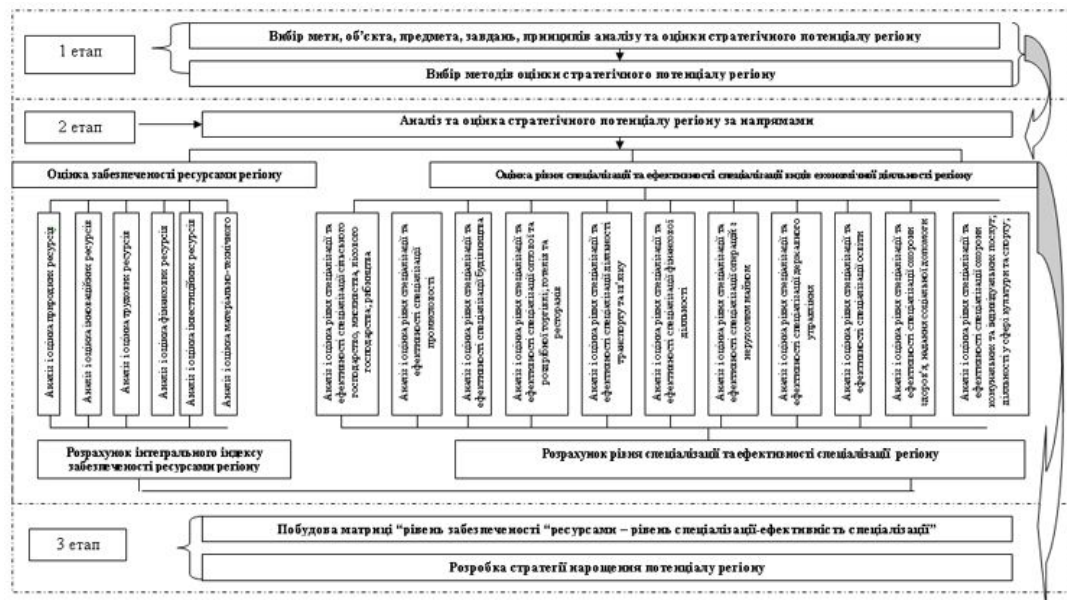 1 етап
Вибір мети, об'єкта, предмета, завдань, принципів аналізу та оцінки стратегічного потенціалу регіону
Вибір методів оцінки стратегічного потенціалу регіону
2 етап
Аналіз та оцінка стратегічного потенціалу регіону за напрямами
Оцінка забезпеченості ресурсами регіону
Оцінка рівня спеціалізації та ефективності спеціалізації видів економічної діяльності регіону
Аналіз і оцінка природних ресурсів
Аналіз і оцінка інноваційних ресурсів
Аналіз і оцінка трудових ресурсів
Аналіз і оцінка фінансових ресурсів
Аналіз і оцінка інвестиційних ресурсів
Аналіз і оцінка матеріально-технічного
Аналіз і оцінка рівня спеціалізації та
ефективності спеціалізації сільського
господарства, мисливства, лісового
господарства; рибництва
Аналіз і оцінка рівня спеціалізації та
ефективності спеціалізації
промисловості
Аналіз і оцінка рівня спеціалізації та
ефективності спеціалізації будівництва
Аналіз і оцінка рівня спеціалізації та
ефективності спеціалізації оптової та
роздрібної торгівлі, готелів та
ресторанів
Аналіз і оцінка рівня спеціалізації та
ефективності спеціалізації діяльності
транспорту та зв'язку
Аналіз і оцінка рівня спеціалізації та
ефективності спеціалізації фінансової
діяльності
Аналіз і оцінка рівня спеціалізації та
ефективності спеціалізації операцій з
нерухомим майном
Аналіз і оцінка рівня спеціалізації та
ефективності спеціалізації державного
управління
Аналіз і оцінка рівня спеціалізації та
ефективності спеціалізації освіти
Аналіз і оцінка рівня спеціалізації та
ефективності спеціалізації охорони
здоров'я, надання соціальної допомоги
Аналіз і оцінка рівня спеціалізації та
ефективності спеціалізації охорони
комунальних та індивідуальних послуг;
діяльності у сфері культури та спорту;
Розрахунок інтегрального індексу
забезпеченості ресурсами регіону
Розрахунок рівня спеціалізації та ефективності спеціалізації регіону
3 етап
Побудова матриці “рівень забезпеченості “ресурсами – рівень спеціалізації-ефективність спеціалізації”
Розробка стратегії нарощення потенціалу регіону